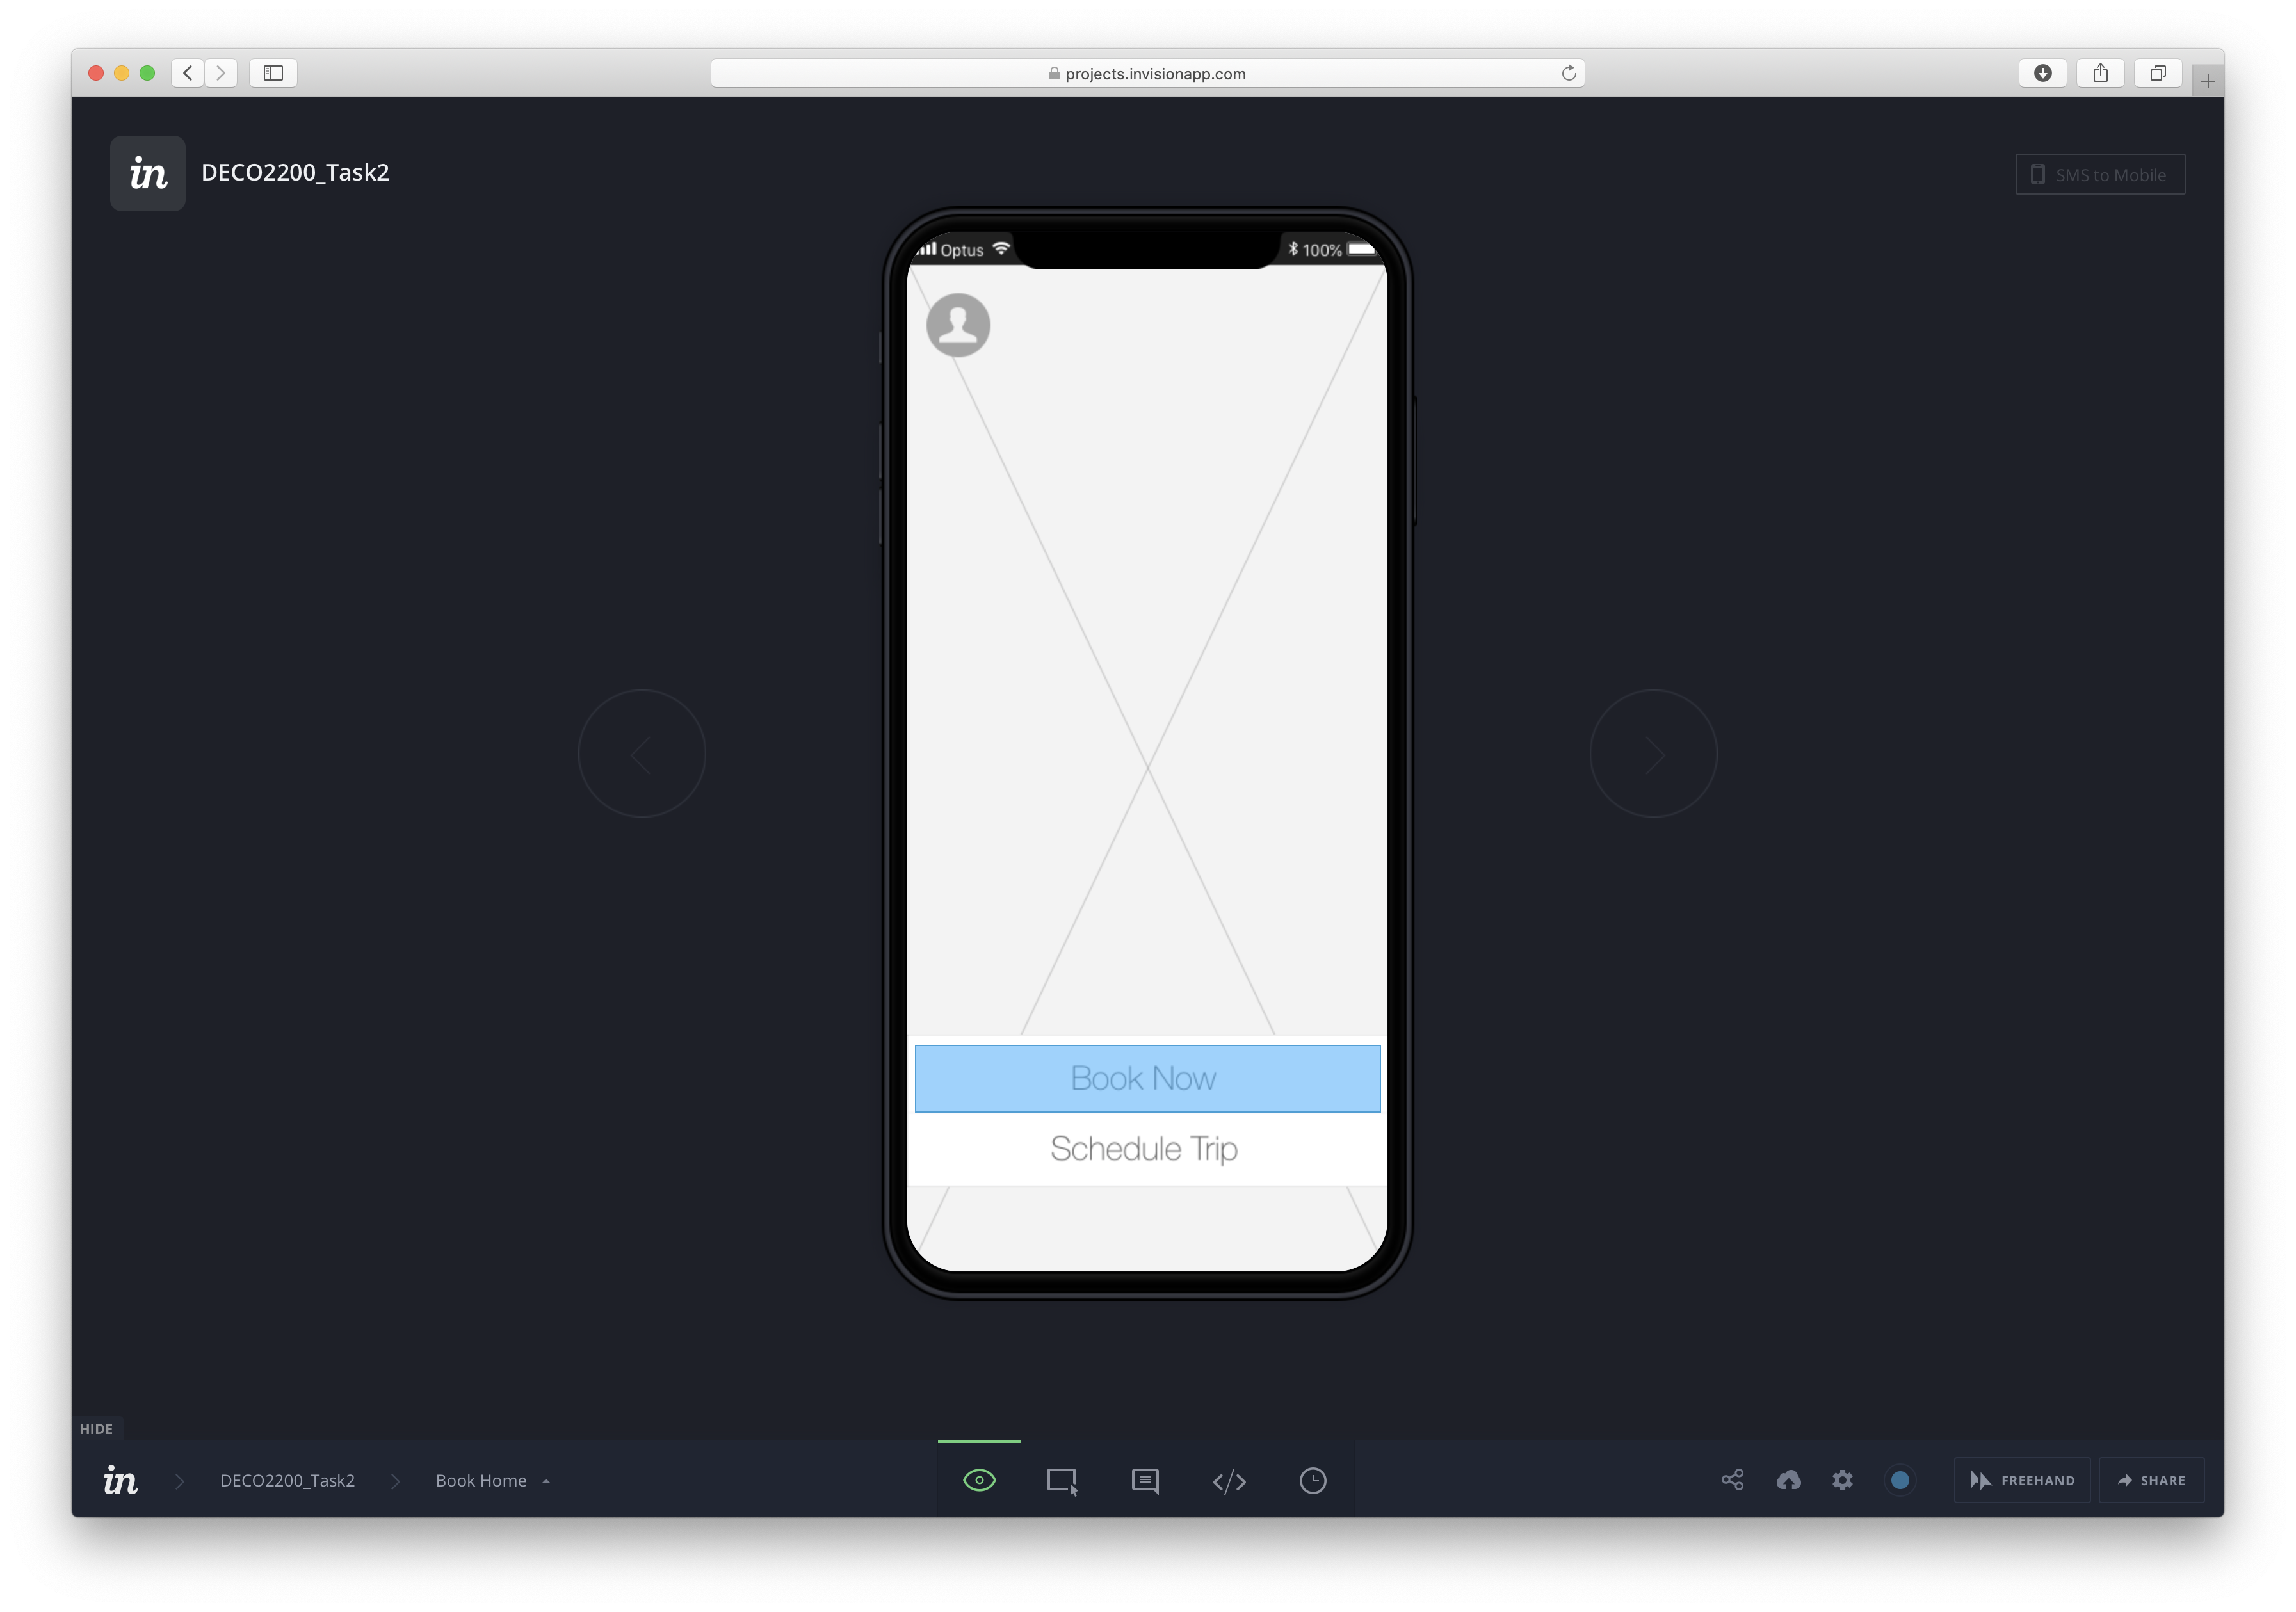 projects.invisionapp.com
in
DECO2200_Task2
SMS to Mobile
Optus
100%
Book Now
Schedule Trip
HIDE
in
DECO2200_Task2
Book Home
FREEHAND
SHARE